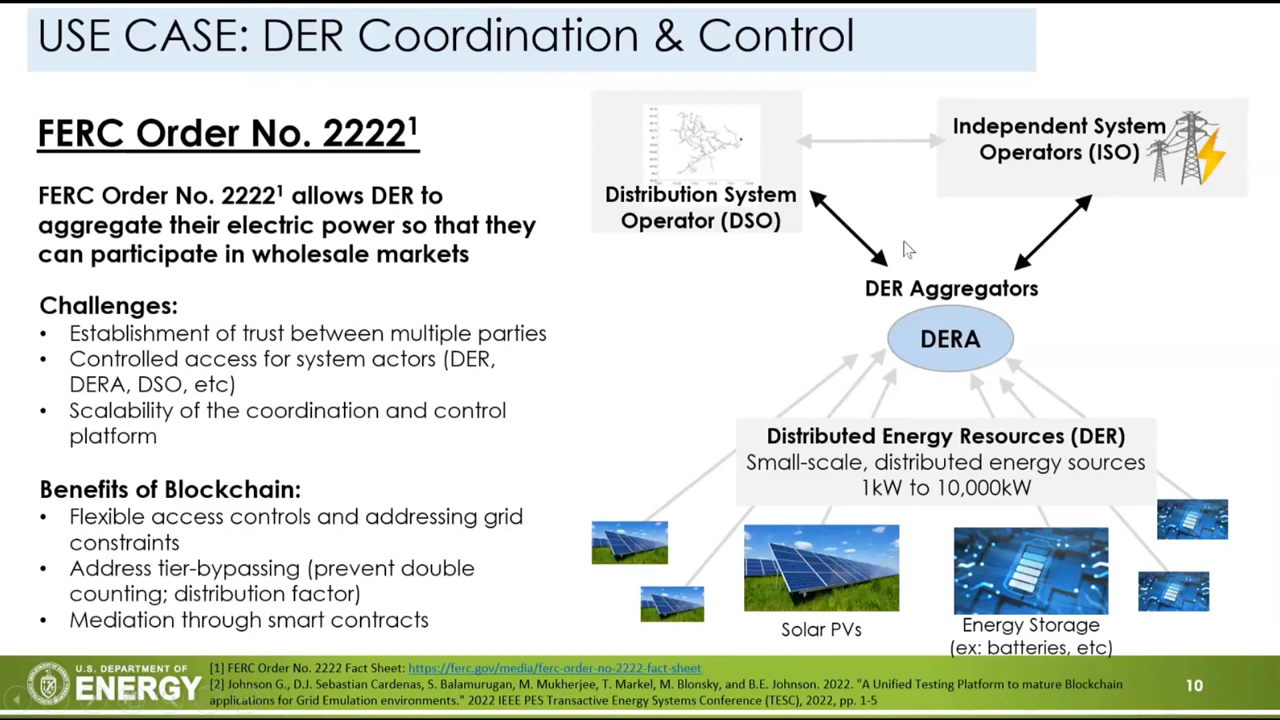 USE CASE: DER Coordination & Control
FERC Order No. 2222¹
FERC Order No. 2222¹ allows DER to
aggregate their electric power so that they
can participate in wholesale markets
Challenges:
• Establishment of trust between multiple parties
• Controlled access for system actors (DER,
DERA, DSO, etc)
• Scalability of the coordination and control
platform
Benefits of Blockchain:
• Flexible access controls and addressing grid
constraints
• Address tier-bypassing (prevent double
counting; distribution factor)
• Mediation through smart contracts
Distribution System
Operator (DSO)
Independent System
Operators (ISO)
DER Aggregators
DERA
Distributed Energy Resources (DER)
Small-scale, distributed energy sources
1kW to 10,000kW
Solar PVs
Energy Storage
(ex: batteries, etc)
U.S. DEPARTMENT OF
ENERGY
[1] FERC Order No. 2222 Fact Sheet: https://ferc.gov/media/ferc-order-no-2222-fact-sheet
[2] Johnson G., D.J. Sebastian Cardenas, S. Balamurugan, M. Mukherjee, T. Markel, M. Blonsky, and B.E. Johnson. 2022. "A Unified Testing Platform to mature Blockchain
applications for Grid Emulation environments." 2022 IEEE PES Transactive Energy Systems Conference (TESC), 2022, pp. 1-5
10